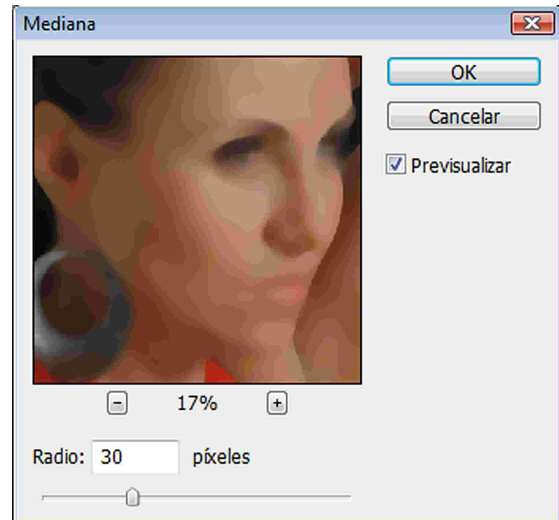 Mediana
OK
Cancelar
Previsualizar
17%
Radio: 30 píxeles